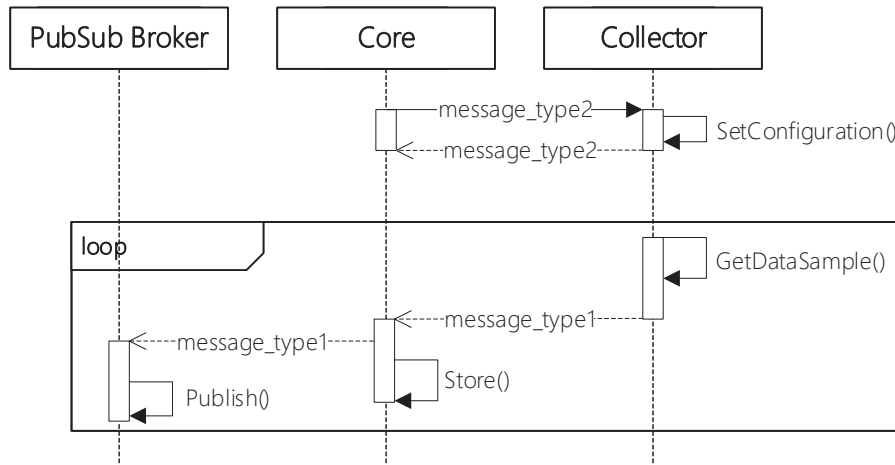 PubSub Broker
Core
Collector
message_type2
SetConfiguration()
message_type2
loop
GetDataSample()
message_type1
message_type1
Store()
Publish()